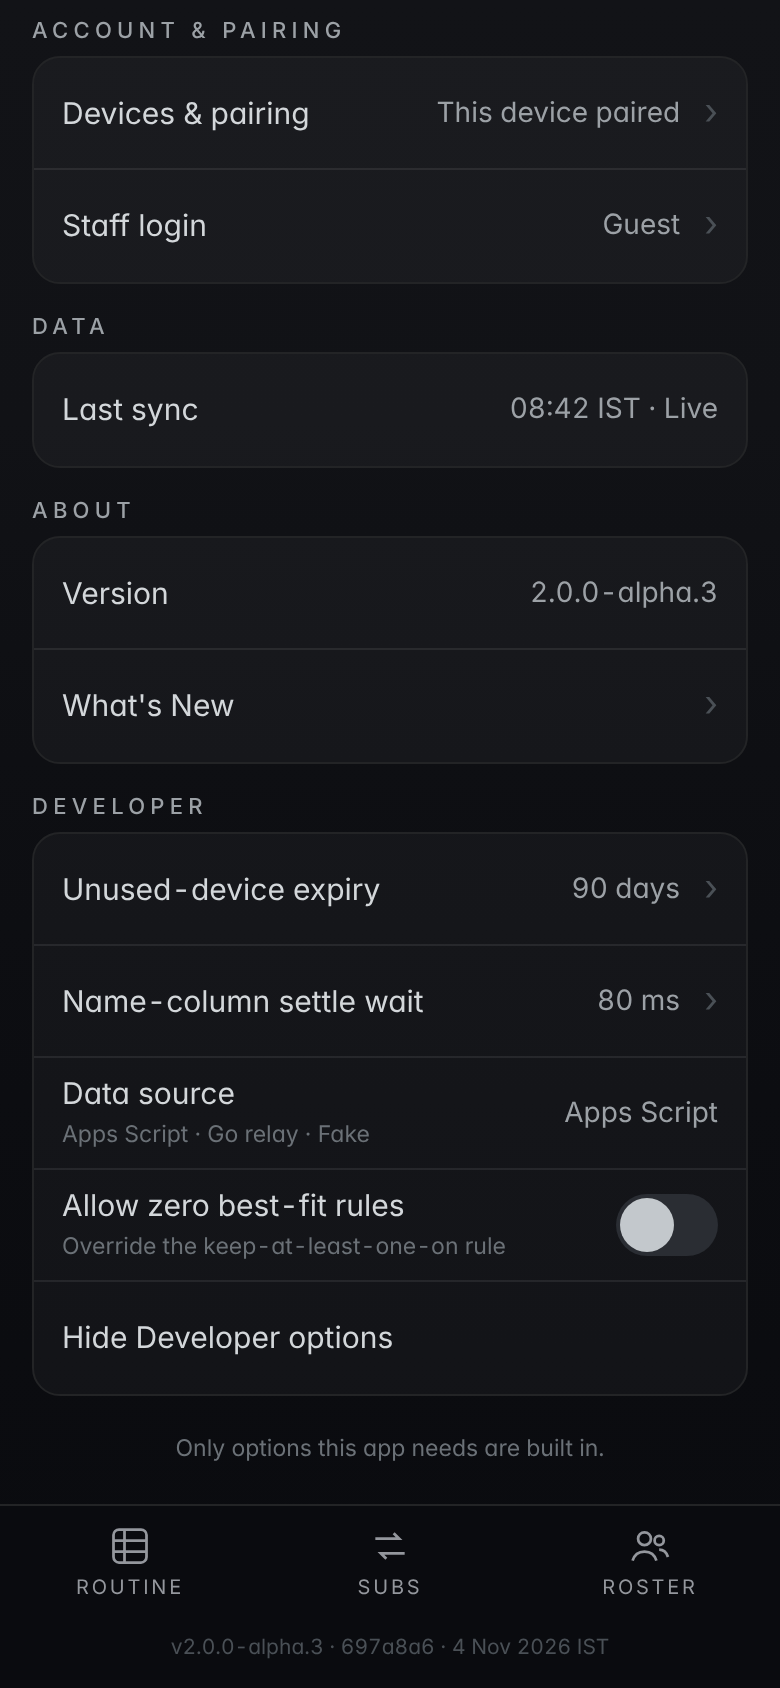 ACCOUNT & PAIRING
Devices & pairing This device paired
Staff login Guest
DATA
Last sync 08:42 IST · Live
ABOUT
Version 2.0.0-alpha.3
What's New
DEVELOPER
Unused-device expiry 90 days
Name-column settle wait 80 ms
Data source
Apps Script · Go relay · Fake
Apps Script
Allow zero best-fit rules
Override the keep-at-least-one-on rule
Hide Developer options
Only options this app needs are built in.
ROUTINE SUBS ROSTER
v2.0.0-alpha.3 · 697a8a6 · 4 Nov 2026 IST